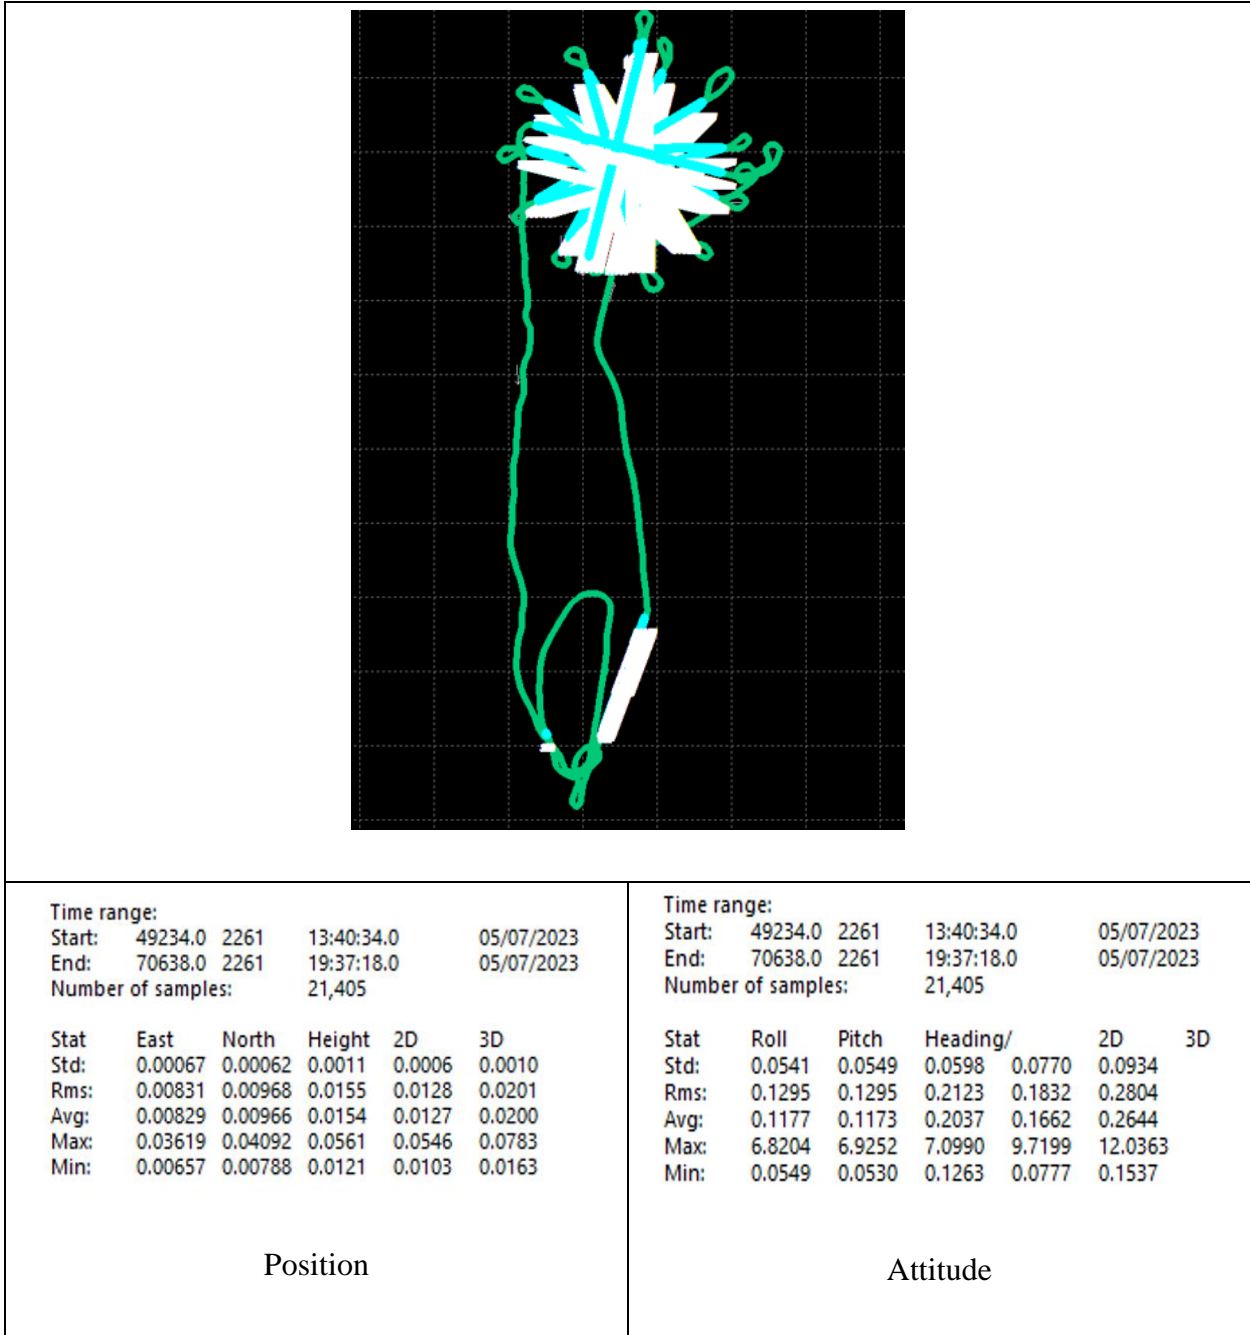 Time range:
Start: 49234.0 2261 13:40:34.0 05/07/2023
End: 70638.0 2261 19:37:18.0 05/07/2023
Number of samples: 21,405
Stat East North Height 2D 3D
Std: 0.00067 0.00062 0.0011 0.0006 0.0010
Rms: 0.00831 0.00968 0.0155 0.0128 0.0201
Avg: 0.00829 0.00966 0.0154 0.0127 0.0200
Max: 0.03619 0.04092 0.0561 0.0546 0.0783
Min: 0.00657 0.00788 0.0121 0.0103 0.0163
Position
Time range:
Start: 49234.0 2261 13:40:34.0 05/07/2023
End: 70638.0 2261 19:37:18.0 05/07/2023
Number of samples: 21,405
Stat Roll Pitch Heading/ 2D 3D
Std: 0.0541 0.0549 0.0598 0.0770 0.0934
Rms: 0.1295 0.1295 0.2123 0.1832 0.2804
Avg: 0.1177 0.1173 0.2037 0.1662 0.2644
Max: 6.8204 6.9252 7.0990 9.7199 12.0363
Min: 0.0549 0.0530 0.1263 0.0777 0.1537
Attitude